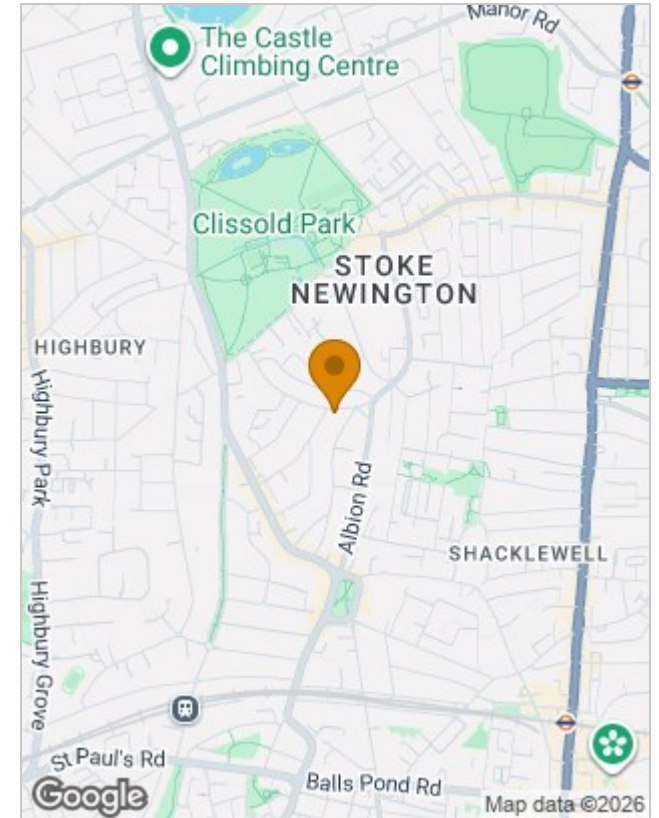 Manor Rd
The Castle
Climbing Centre
Clissold Park
STOKE
NEWINGTON
HIGHBURY
Highbury Park
Albion Rd
SHACKLEWELL
Highbury Grove
St Paul's Rd
Balls Pond Rd
Google
Map data ©2026